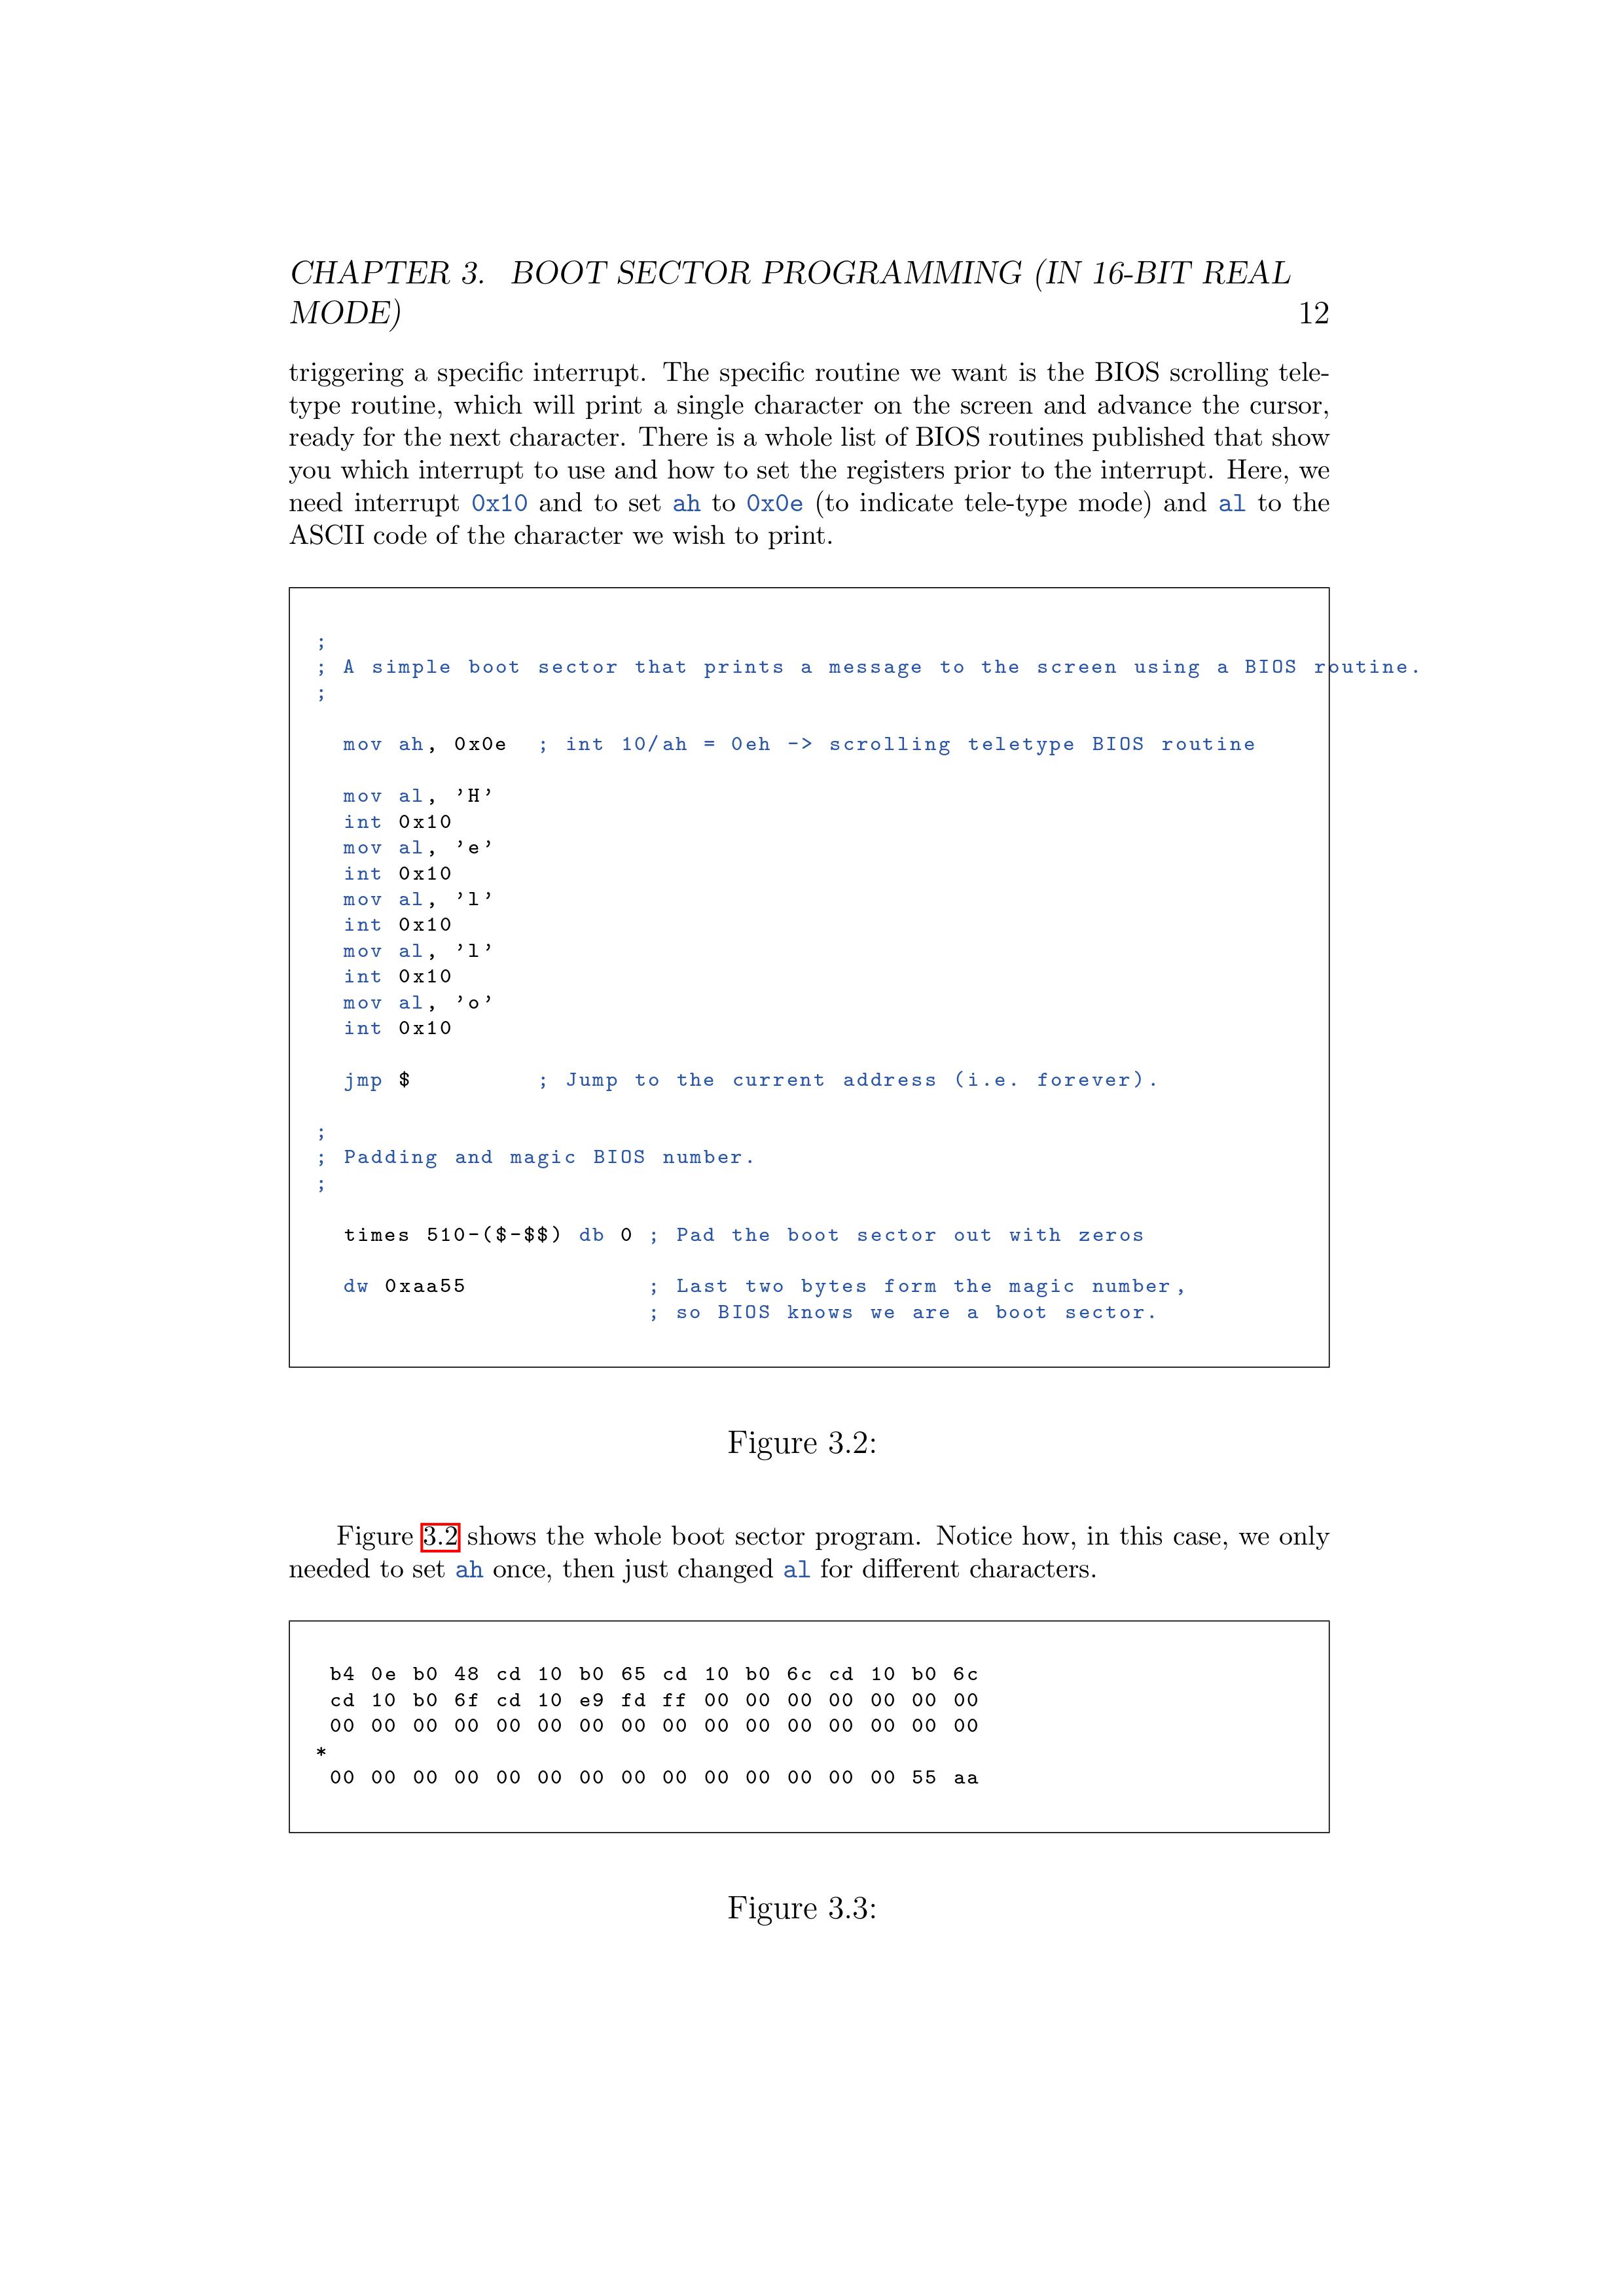 CHAPTER 3. BOOT SECTOR PROGRAMMING (IN 16-BIT REAL
MODE) 12
triggering a specific interrupt. The specific routine we want is the BIOS scrolling tele-
type routine, which will print a single character on the screen and advance the cursor,
ready for the next character. There is a whole list of BIOS routines published that show
you which interrupt to use and how to set the registers prior to the interrupt. Here, we
need interrupt 0x10 and to set ah to 0x0e (to indicate tele-type mode) and al to the
ASCII code of the character we wish to print.
;
; A simple boot sector that prints a message to the screen using a BIOS routine.
;
mov ah, 0x0e ; int 10/ah = 0eh -> scrolling teletype BIOS routine
mov al, ’H’
int 0x10
mov al, ’e’
int 0x10
mov al, ’l’
int 0x10
mov al, ’l’
int 0x10
mov al, ’o’
int 0x10
jmp $ ; Jump to the current address (i.e. forever).
;
; Padding and magic BIOS number.
;
times 510-($-$$) db 0 ; Pad the boot sector out with zeros
dw 0xaa55 ; Last two bytes form the magic number,
; so BIOS knows we are a boot sector.
Figure 3.2:
Figure 3.2 shows the whole boot sector program. Notice how, in this case, we only
needed to set ah once, then just changed al for different characters.
b4 0e b0 48 cd 10 b0 65 cd 10 b0 6c cd 10 b0 6c
cd 10 b0 6f cd 10 e9 fd ff 00 00 00 00 00 00 00
00 00 00 00 00 00 00 00 00 00 00 00 00 00 00 00
*
00 00 00 00 00 00 00 00 00 00 00 00 00 00 55 aa
Figure 3.3: